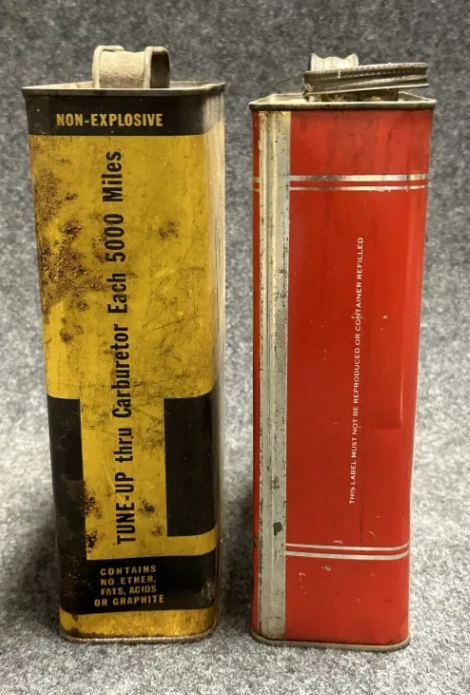 NON-EXPLOSIVE
TUNE-UP thru Carburetor Each 5000 Miles
CONTAINS
NO ETHER,
FATS, ACIDS
OR GRAPHITE
THIS LABEL MUST NOT BE REPRODUCED OR CONTAINER REFILLED